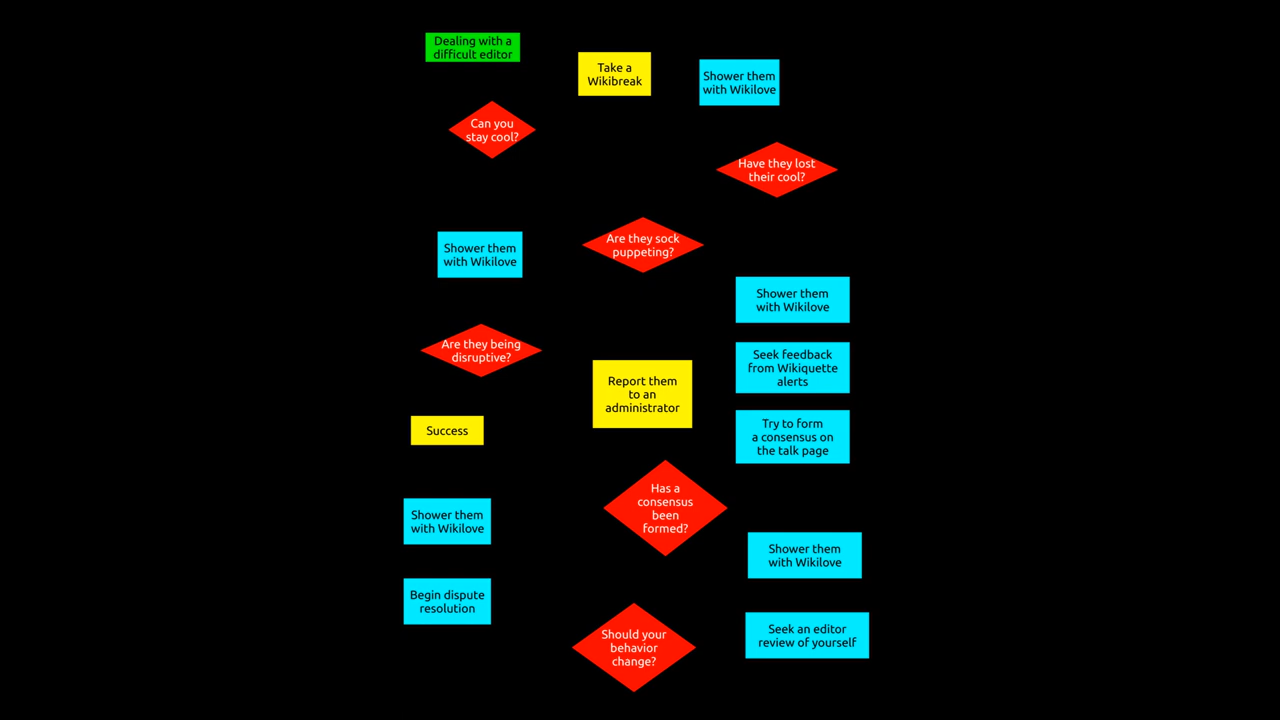 Dealing with a
difficult editor
Take a
Wikibreak
Shower them
with Wikilove
Can you
stay cool?
Have they lost
their cool?
Are they sock
puppeting?
Shower them
with Wikilove
Shower them
with Wikilove
Are they being
disruptive?
Seek feedback
from Wikiquette
alerts
Report them
to an
administrator
Success
Try to form
a consensus on
the talk page
Has a
consensus
been
formed?
Shower them
with Wikilove
Shower them
with Wikilove
Begin dispute
resolution
Should your
behavior
change?
Seek an editor
review of yourself